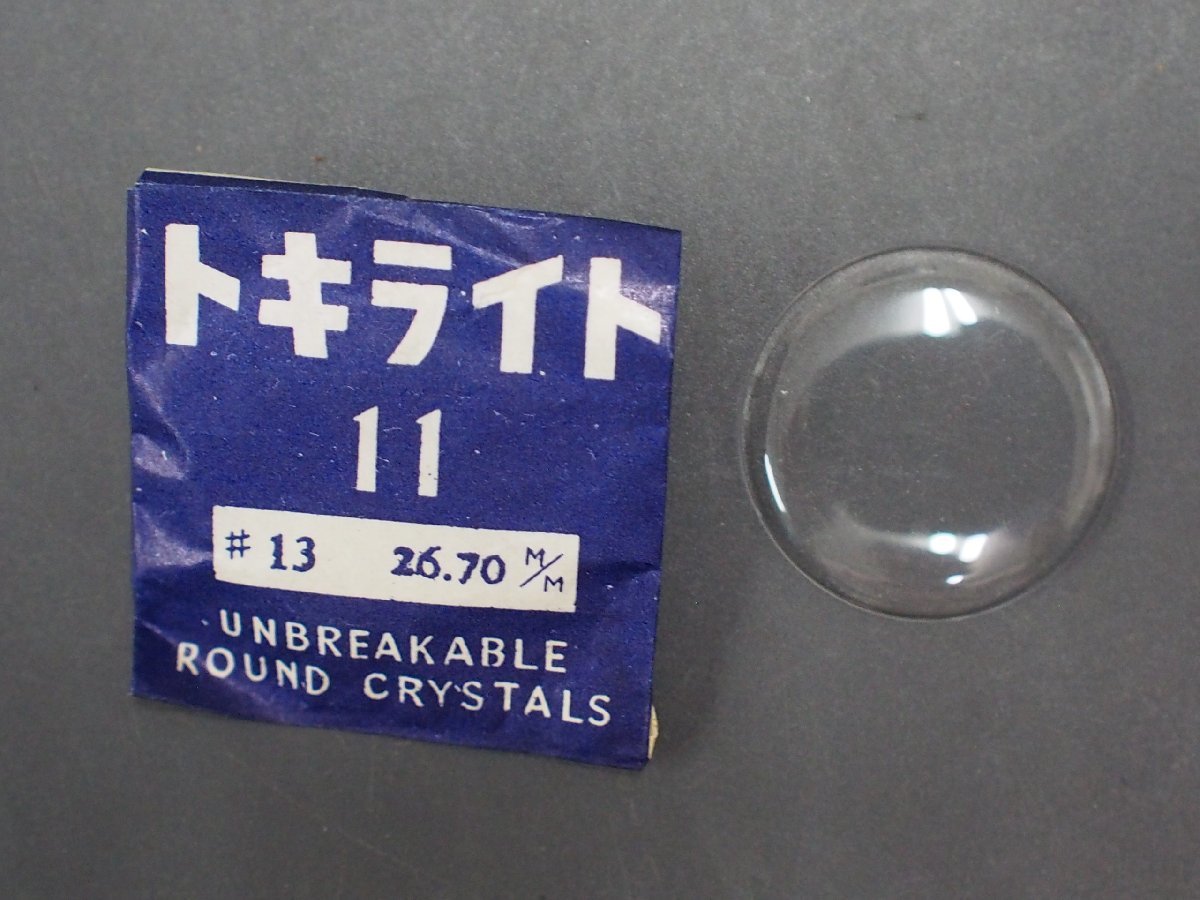 トキライト
11
# 13 26.70 M/M
UNBREAKABLE
ROUND CRYSTALS